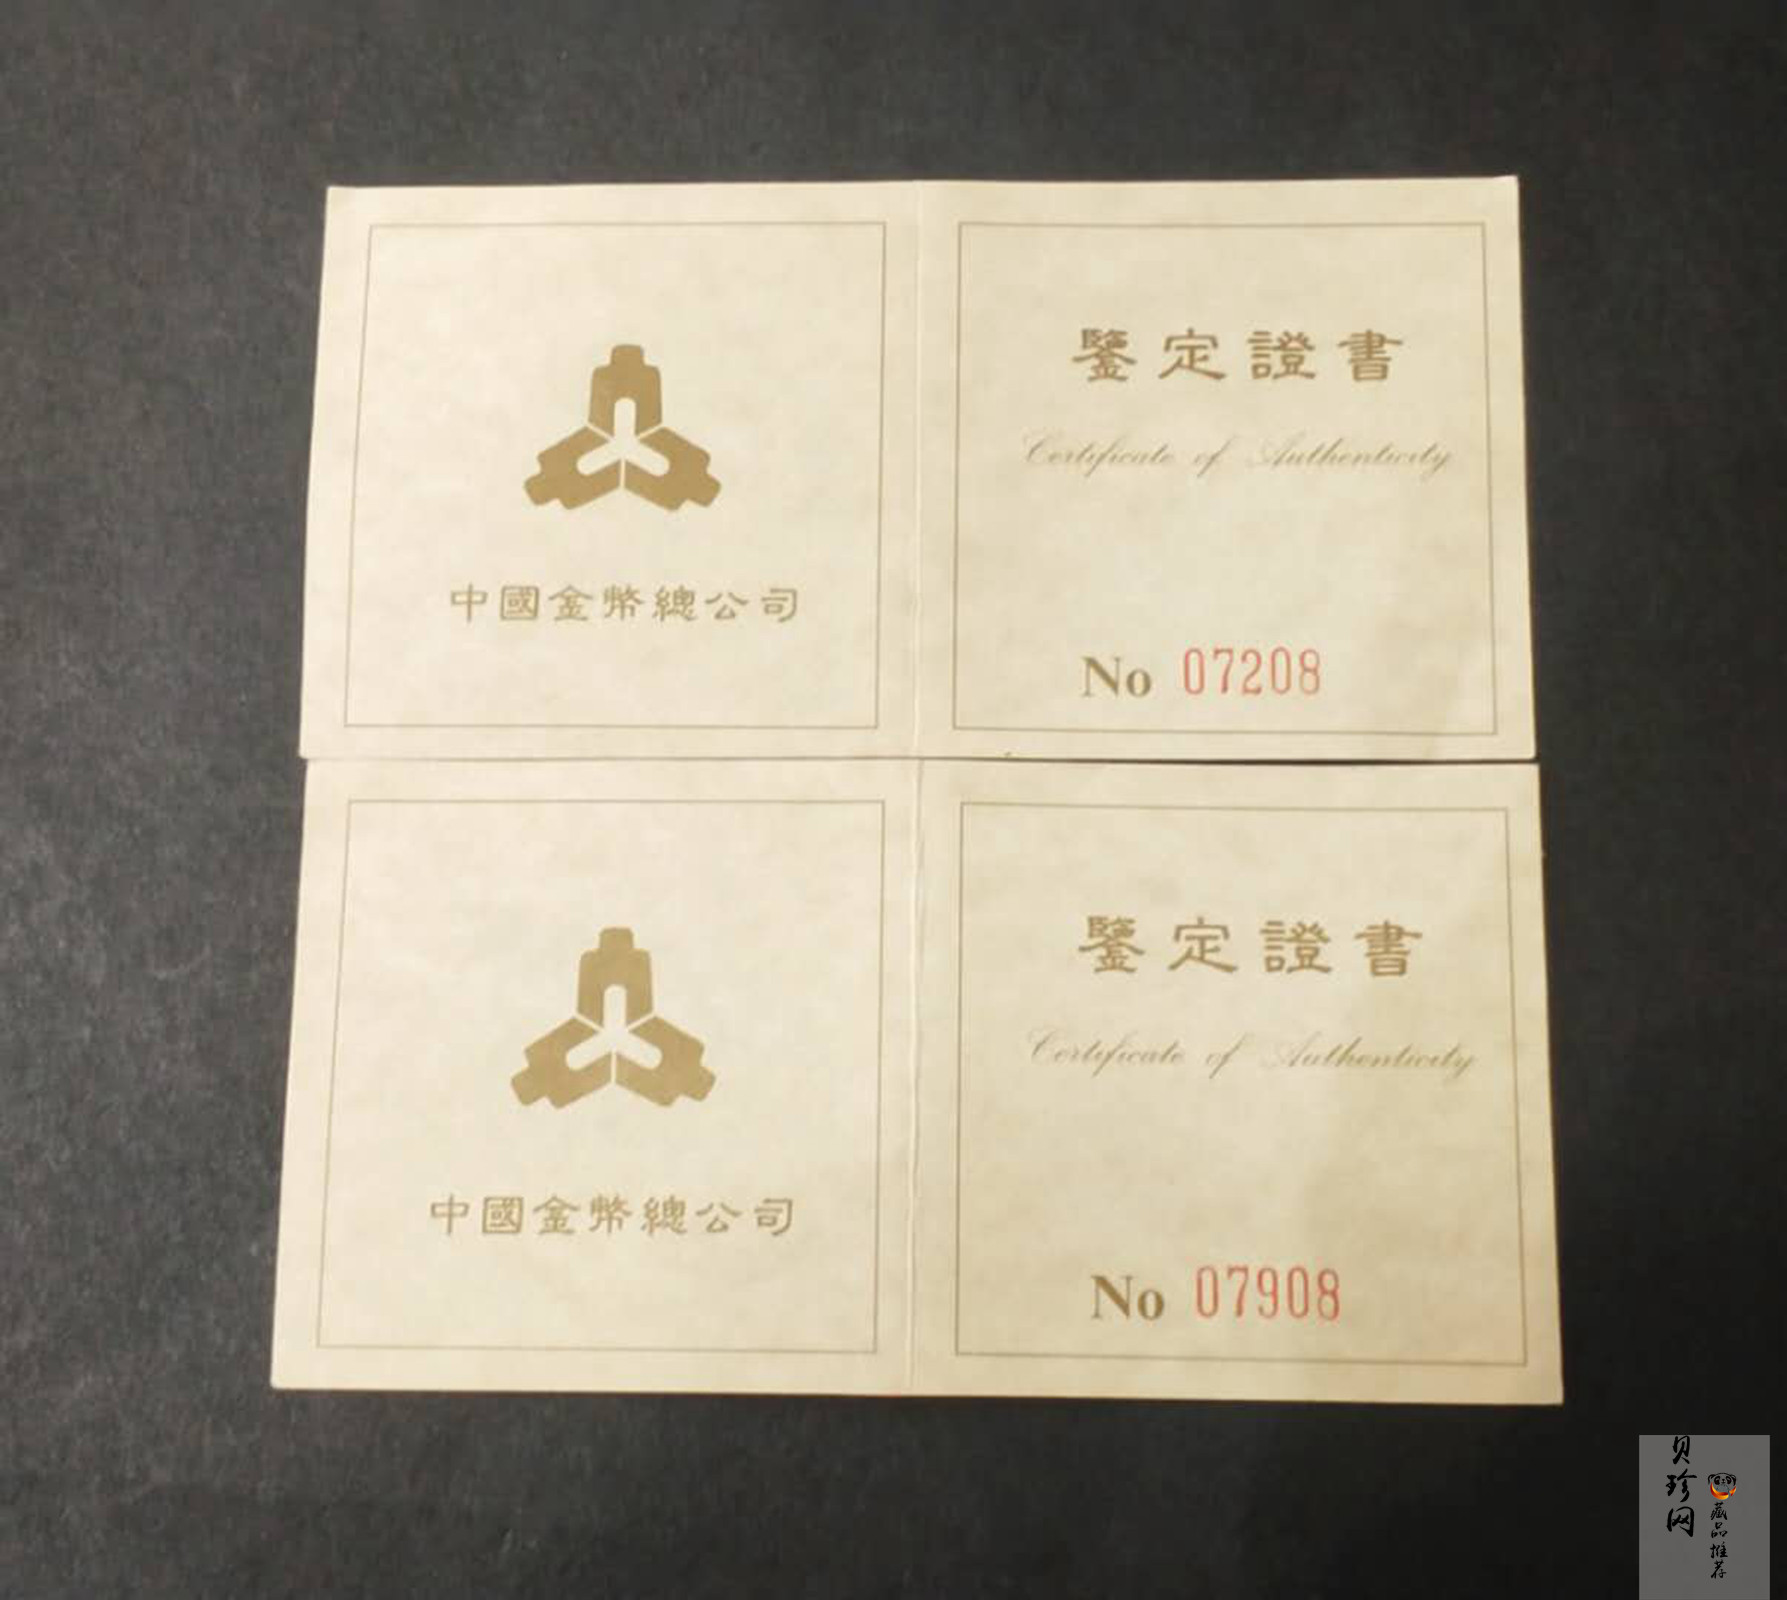 中國金幣總公司
鑒定證書
Certificate of Authenticity
No 07208
中國金幣總公司
鑒定證書
Certificate of Authenticity
No 07908
贝珍网
藏品推荐